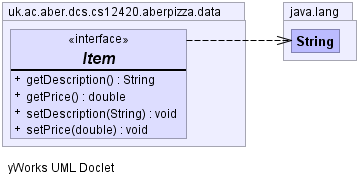 uk.ac.aber.dcs.cs12420.aberpizza.data
java.lang
«interface»
Item
String
+ getDescription() : String
+ getPrice() : double
+ setDescription(String) : void
+ setPrice(double) : void
yWorks UML Doclet